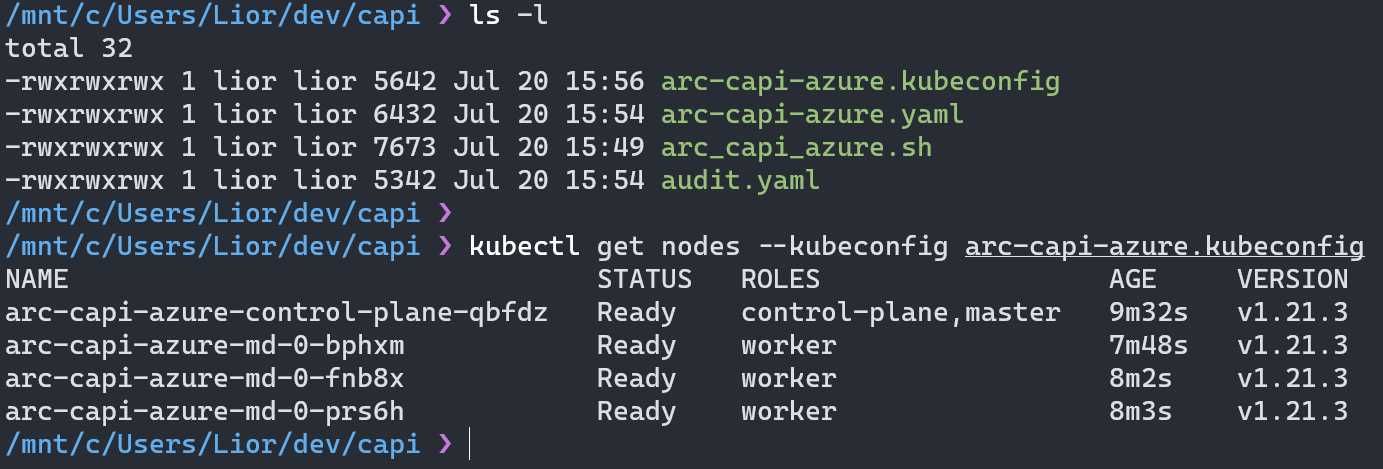 /mnt/c/Users/Lior/dev/capi ❯ ls -l
total 32
-rwxrwxrwx 1 lior lior 5642 Jul 20 15:56 arc-capi-azure.kubeconfig
-rwxrwxrwx 1 lior lior 6432 Jul 20 15:54 arc-capi-azure.yaml
-rwxrwxrwx 1 lior lior 7673 Jul 20 15:49 arc_capi_azure.sh
-rwxrwxrwx 1 lior lior 5342 Jul 20 15:54 audit.yaml
/mnt/c/Users/Lior/dev/capi ❯
/mnt/c/Users/Lior/dev/capi ❯ kubectl get nodes --kubeconfig arc-capi-azure.kubeconfig
NAME STATUS ROLES AGE VERSION
arc-capi-azure-control-plane-qbfdz Ready control-plane,master 9m32s v1.21.3
arc-capi-azure-md-0-bphxm Ready worker 7m48s v1.21.3
arc-capi-azure-md-0-fnb8x Ready worker 8m2s v1.21.3
arc-capi-azure-md-0-prs6h Ready worker 8m3s v1.21.3
/mnt/c/Users/Lior/dev/capi ❯